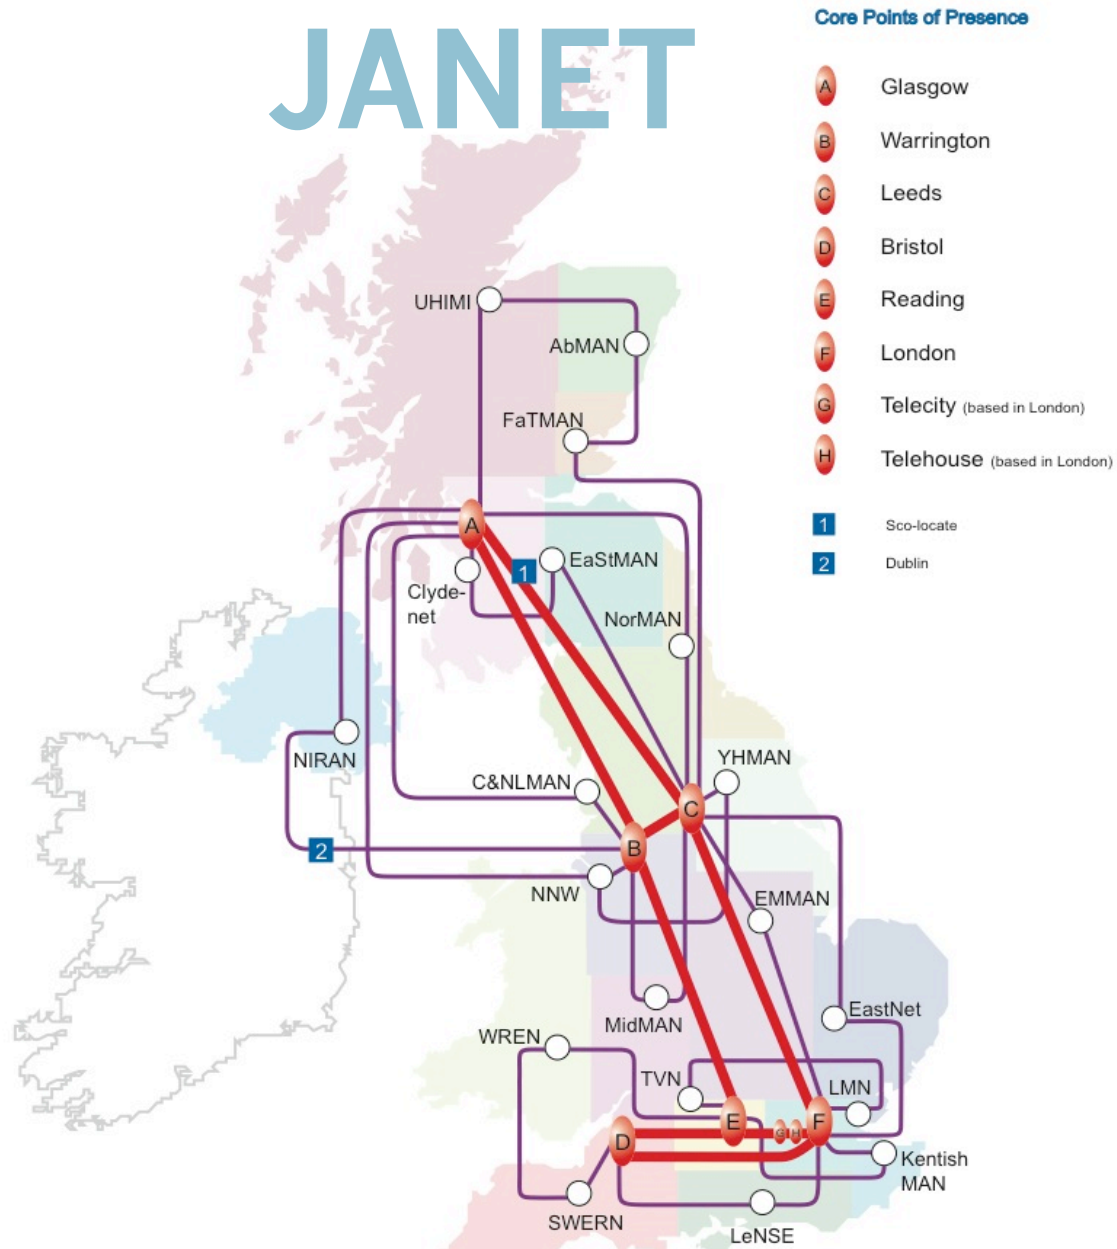 JANET
Core Points of Presence
A Glasgow
B Warrington
C Leeds
D Bristol
E Reading
F London
G Telecity (based in London)
H Telehouse (based in London)
1 Sco-locate
2 Dublin
UHIMI
AbMAN
FaTMAN
A
1
EaStMAN
Clyde-
net
NorMAN
NIRAN
YHMAN
C&NLMAN
C
B
2
NNW
EMMAN
MidMAN
EastNet
WREN
TVN
LMN
E
G
H
F
D
Kentish
MAN
SWERN
LeNSE